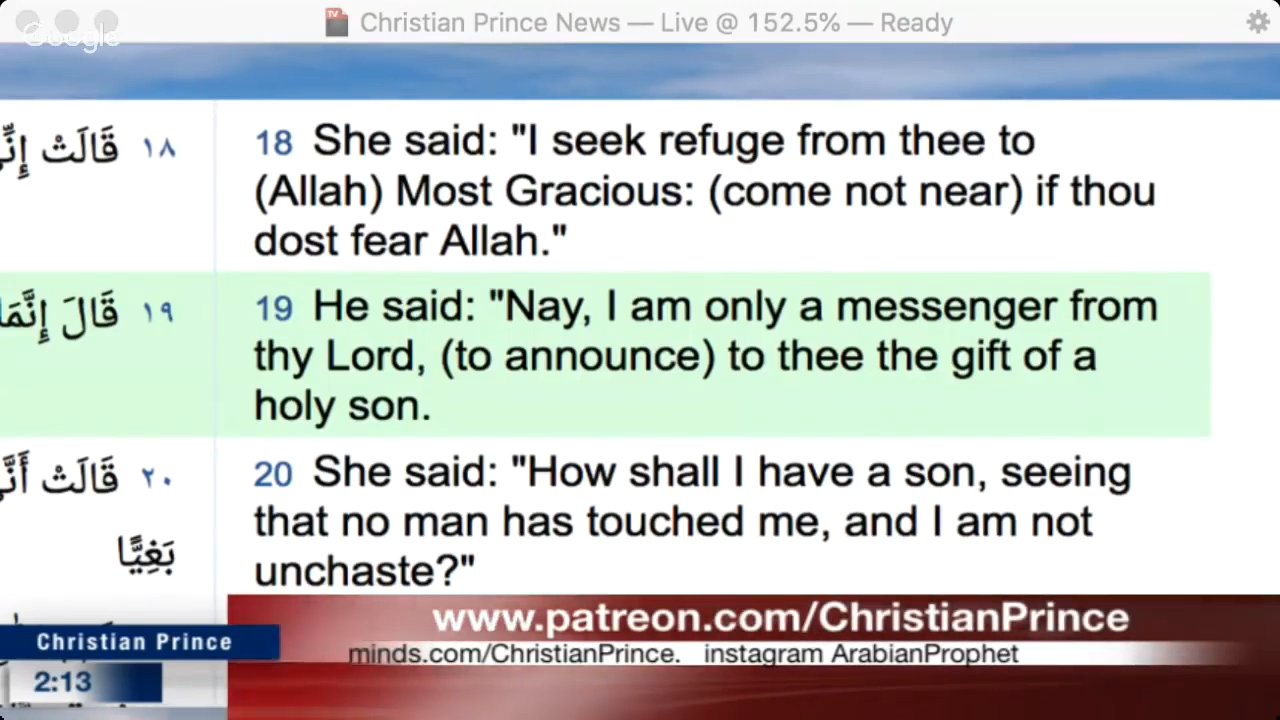 Christian Prince News — Live @ 152.5% — Ready
Google
١٨ قَالَتْ
18 She said: "I seek refuge from thee to
(Allah) Most Gracious: (come not near) if thou
dost fear Allah."
١٩ قَالَ
19 He said: "Nay, I am only a messenger from
thy Lord, (to announce) to thee the gift of a
holy son.
٢٠ قَالَتْ
20 She said: "How shall I have a son, seeing
that no man has touched me, and I am not
بَغِيًّا
unchaste?"
www.patreon.com/ChristianPrince
Christian Prince
minds.com/ChristianPrince. instagram ArabianProphet
2:13